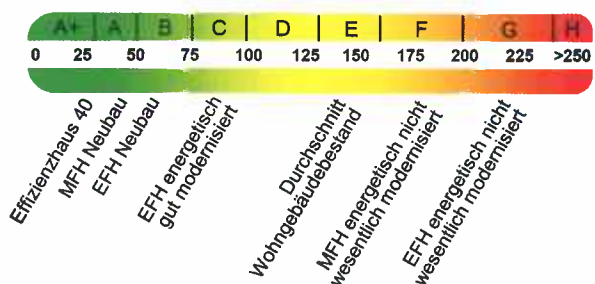 A+ A B C D E F G H
0 25 50 75 100 125 150 175 200 225 >250
Effizienzhaus 40
MFH Neubau
EFH Neubau
EFH energetisch
gut modernisiert
Durchschnitt
Wohngebäudebestand
MFH energetisch nicht
wesentlich modernisiert
EFH energetisch nicht
wesentlich modernisiert